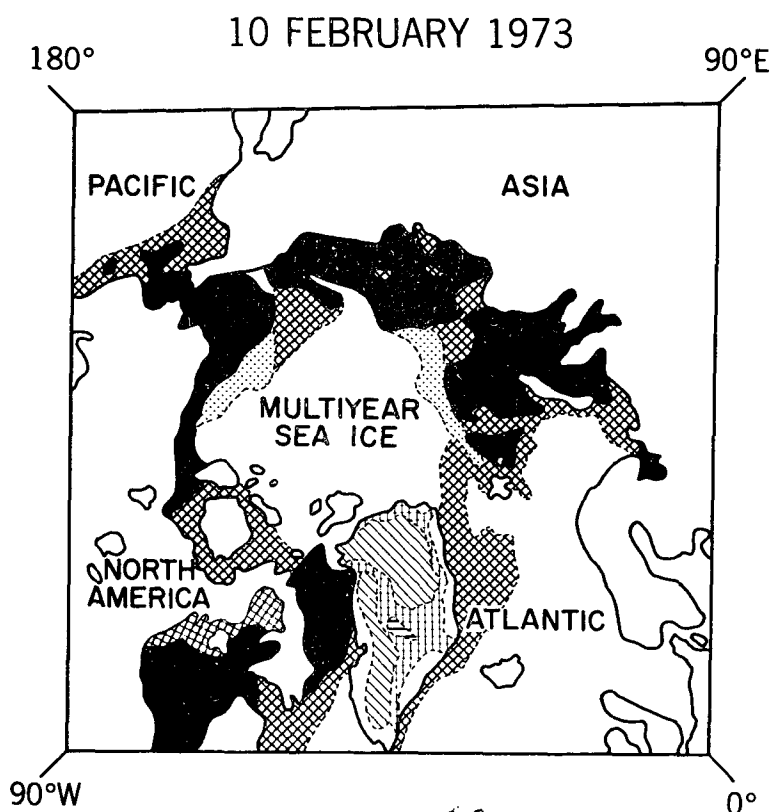 10 FEBRUARY 1973
180°
90°E
PACIFIC
ASIA
MULTIYEAR
SEA ICE
NORTH
AMERICA
ATLANTIC
90°W
0°